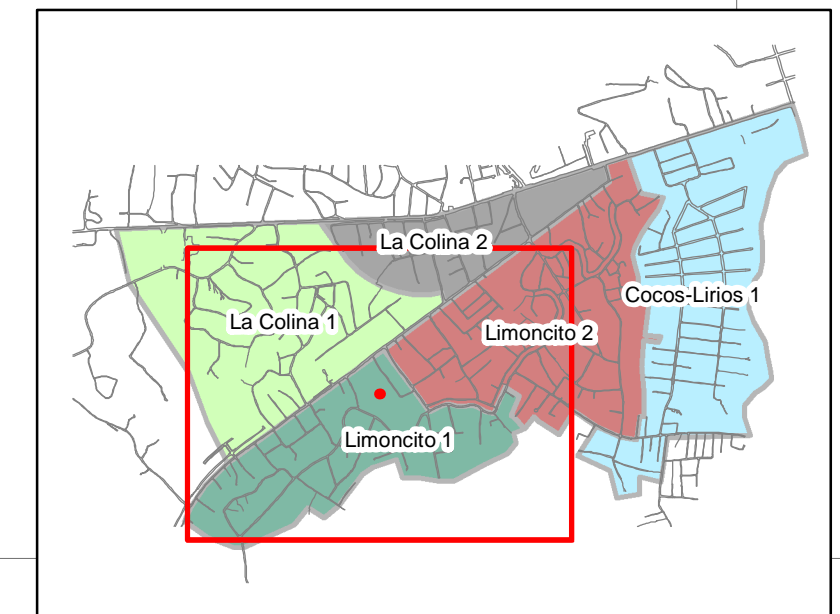 La Colina 2
Cocos-Lirios 1
La Colina 1
Limoncito 2
Limoncito 1